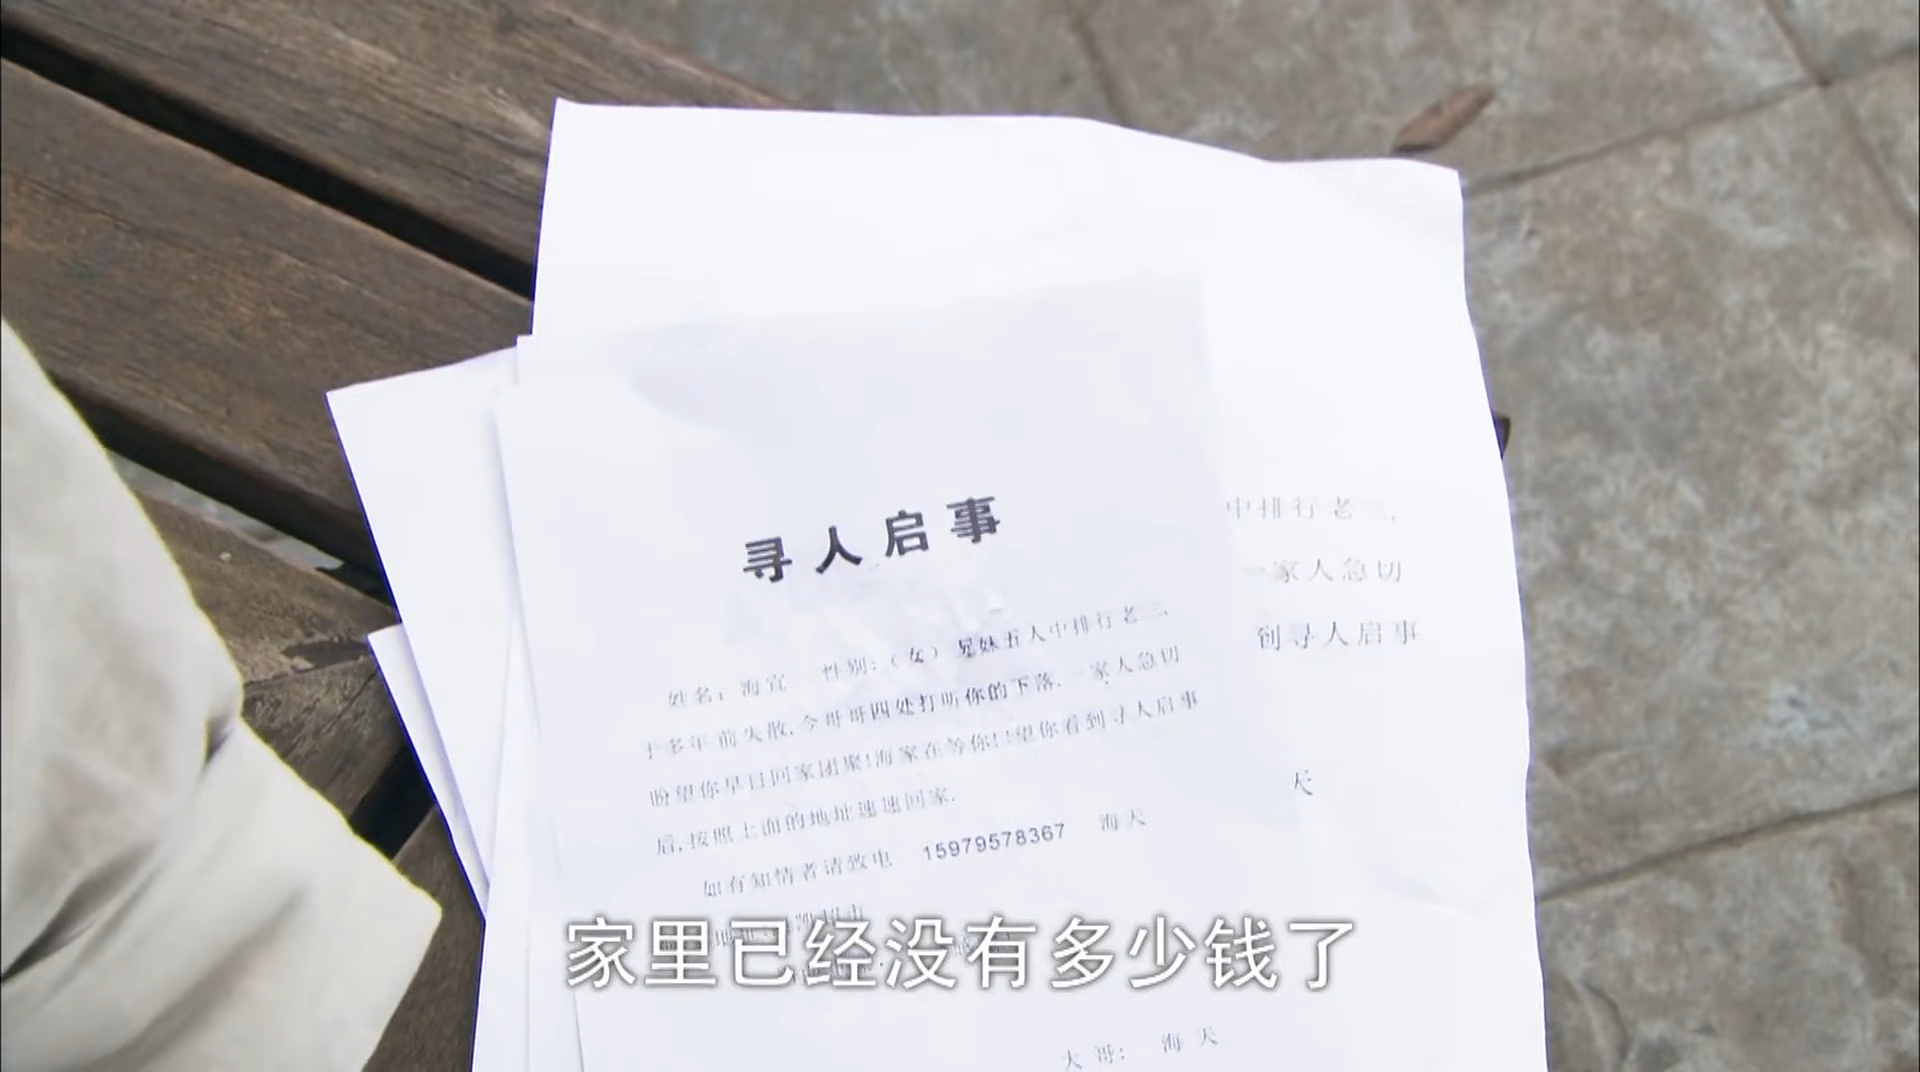 寻人启事
姓名：海宜 性别：（女）兄妹五人中排行老三
于多年前失散.今哥哥四处打听你的下落.一家人急切
盼望你早日回家团聚！海家在等你！！望你看到寻人启事
后.按照上面的地址速速回家.
如有知情者请致电 15979578367 海天
大哥： 海天
中排行老三,
一家人急切
到寻人启事
天
家里已经没有多少钱了